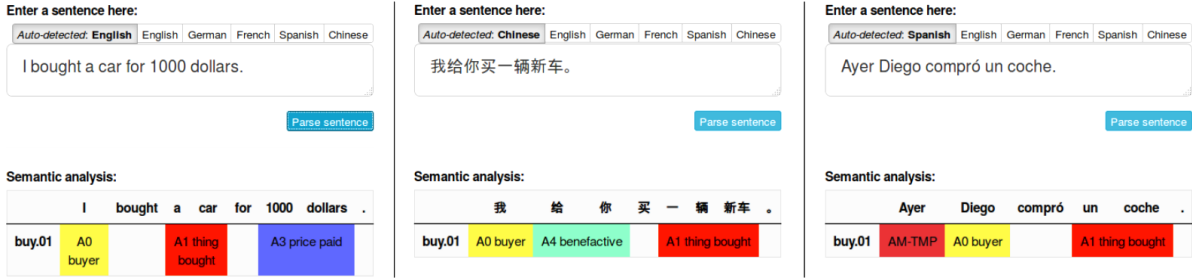 Enter a sentence here:
Auto-detected: English English German French Spanish Chinese
I bought a car for 1000 dollars.
Parse sentence
Semantic analysis:
I bought a car for 1000 dollars .
buy.01 A0 buyer A1 thing bought A3 price paid
Enter a sentence here:
Auto-detected: Chinese English German French Spanish Chinese
我给你买一辆新车。
Parse sentence
Semantic analysis:
我 给 你 买 一 辆 新车 。
buy.01 A0 buyer A4 benefactive A1 thing bought
Enter a sentence here:
Auto-detected: Spanish English German French Spanish Chinese
Ayer Diego compró un coche.
Parse sentence
Semantic analysis:
Ayer Diego compró un coche .
buy.01 AM-TMP A0 buyer A1 thing bought